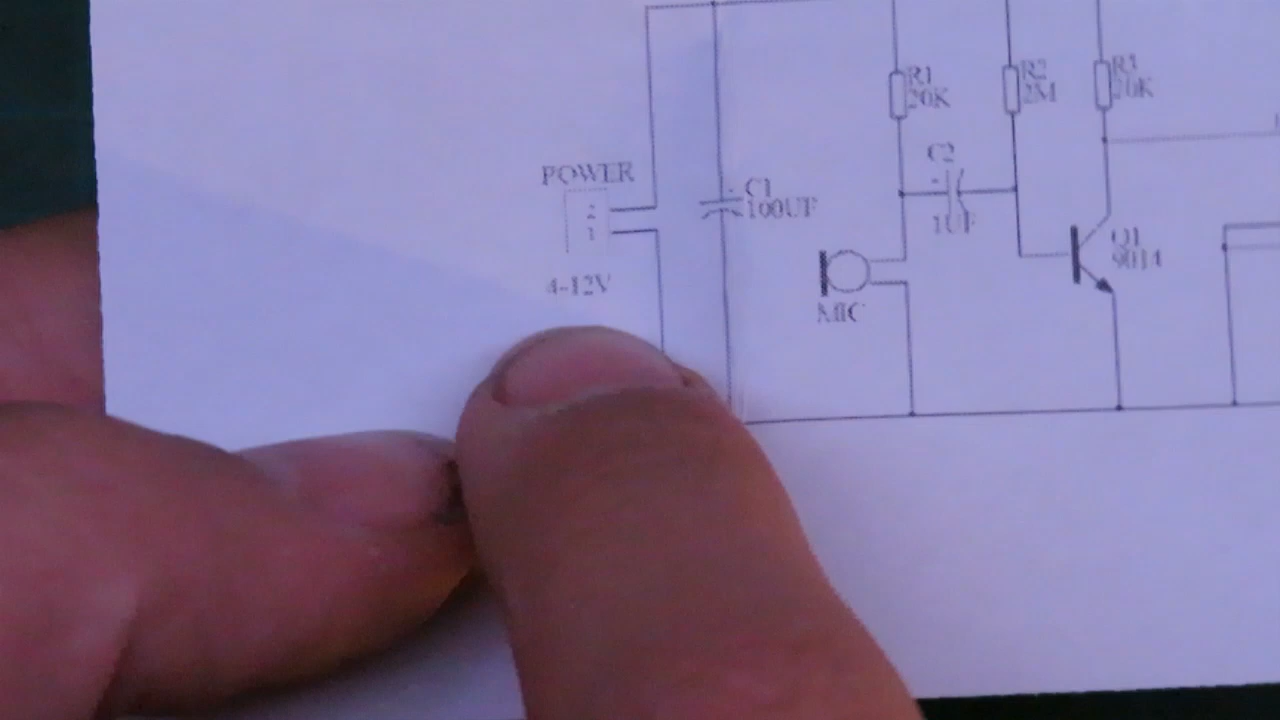 R1
20K
R2
2M
R3
20K
C2
1UF
POWER
2
1
4-12V
C1
100UF
MIC
Q1
9014